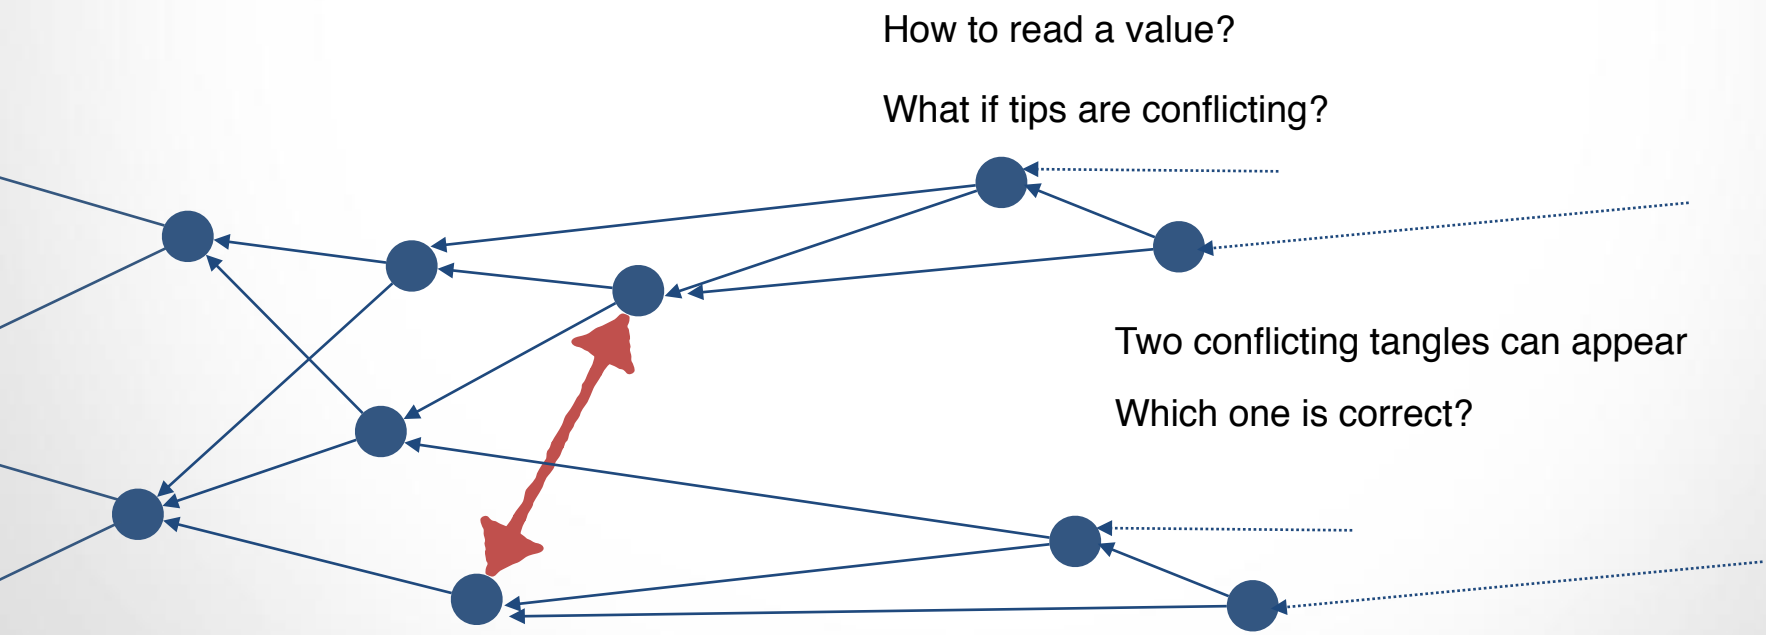 How to read a value?
What if tips are conflicting?
Two conflicting tangles can appear
Which one is correct?